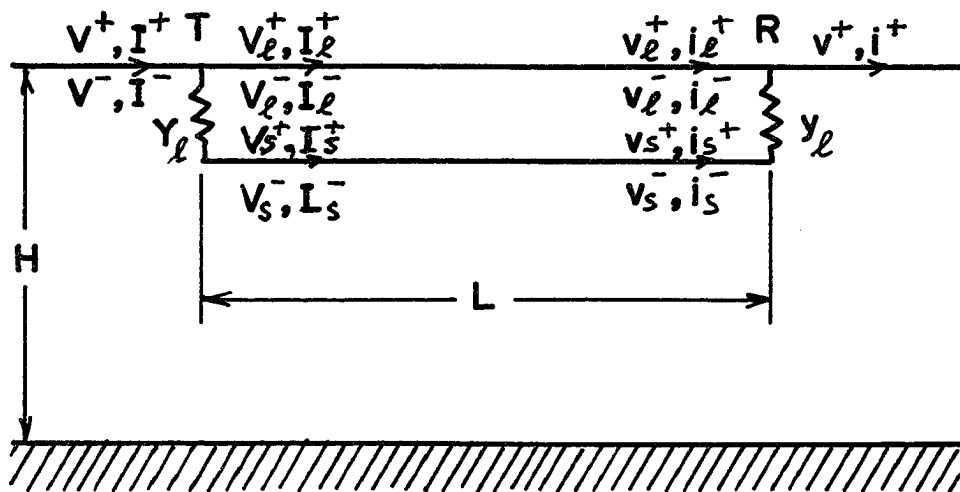 V⁺, I⁺ T Vℓ⁺, Iℓ⁺ vℓ⁺, iℓ⁺ R v⁺, i⁺
V⁻, I⁻ Vℓ⁻, Iℓ⁻ vℓ⁻, iℓ⁻
Yℓ Vs⁺, Is⁺ vs⁺, is⁺ yℓ
Vs⁻, Is⁻ vs⁻, is⁻
H
L